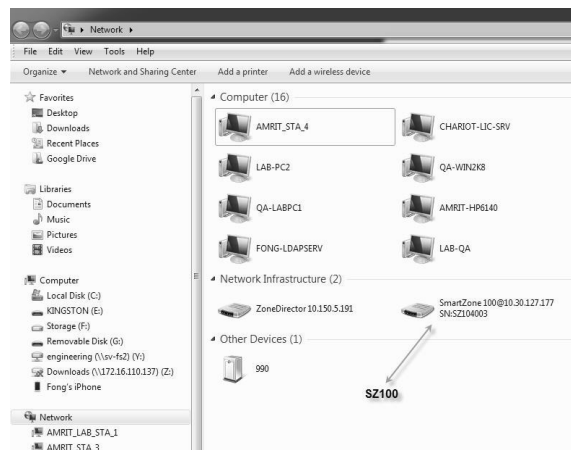 Network
File Edit View Tools Help
Organize Network and Sharing Center Add a printer Add a wireless device
Favorites
Desktop
Downloads
Recent Places
Google Drive
Libraries
Documents
Music
Pictures
Videos
Computer
Local Disk (C:)
KINGSTON (E:)
Storage (F:)
Removable Disk (G:)
engineering (\\sv-fs2) (Y:)
Downloads (\\172.16.110.137) (Z:)
Fong's iPhone
Network
AMRIT_LAB_STA_1
AMRIT_STA_3
Computer (16)
AMRIT_STA_4
CHARIOT-LIC-SRV
LAB-PC2
QA-WIN2K8
QA-LABPC1
AMRIT-HP6140
FONG-LDAPSERV
LAB-QA
Network Infrastructure (2)
ZoneDirector 10.150.5.191
SmartZone 100@10.30.127.177
SN:SZ104003
Other Devices (1)
990
SZ100